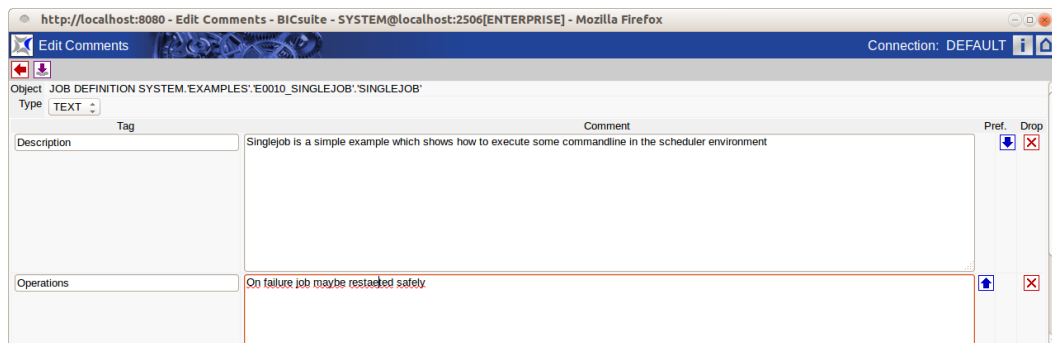 http://localhost:8080 - Edit Comments - BICsuite - SYSTEM@localhost:2506[ENTERPRISE] - Mozilla Firefox
Edit Comments Connection: DEFAULT
Object JOB DEFINITION SYSTEM.'EXAMPLES'.'E0010_SINGLEJOB'.'SINGLEJOB'
Type TEXT
Tag Comment Pref. Drop
Description Singlejob is a simple example which shows how to execute some commandline in the scheduler environment
Operations On failure job maybe restaeted safely